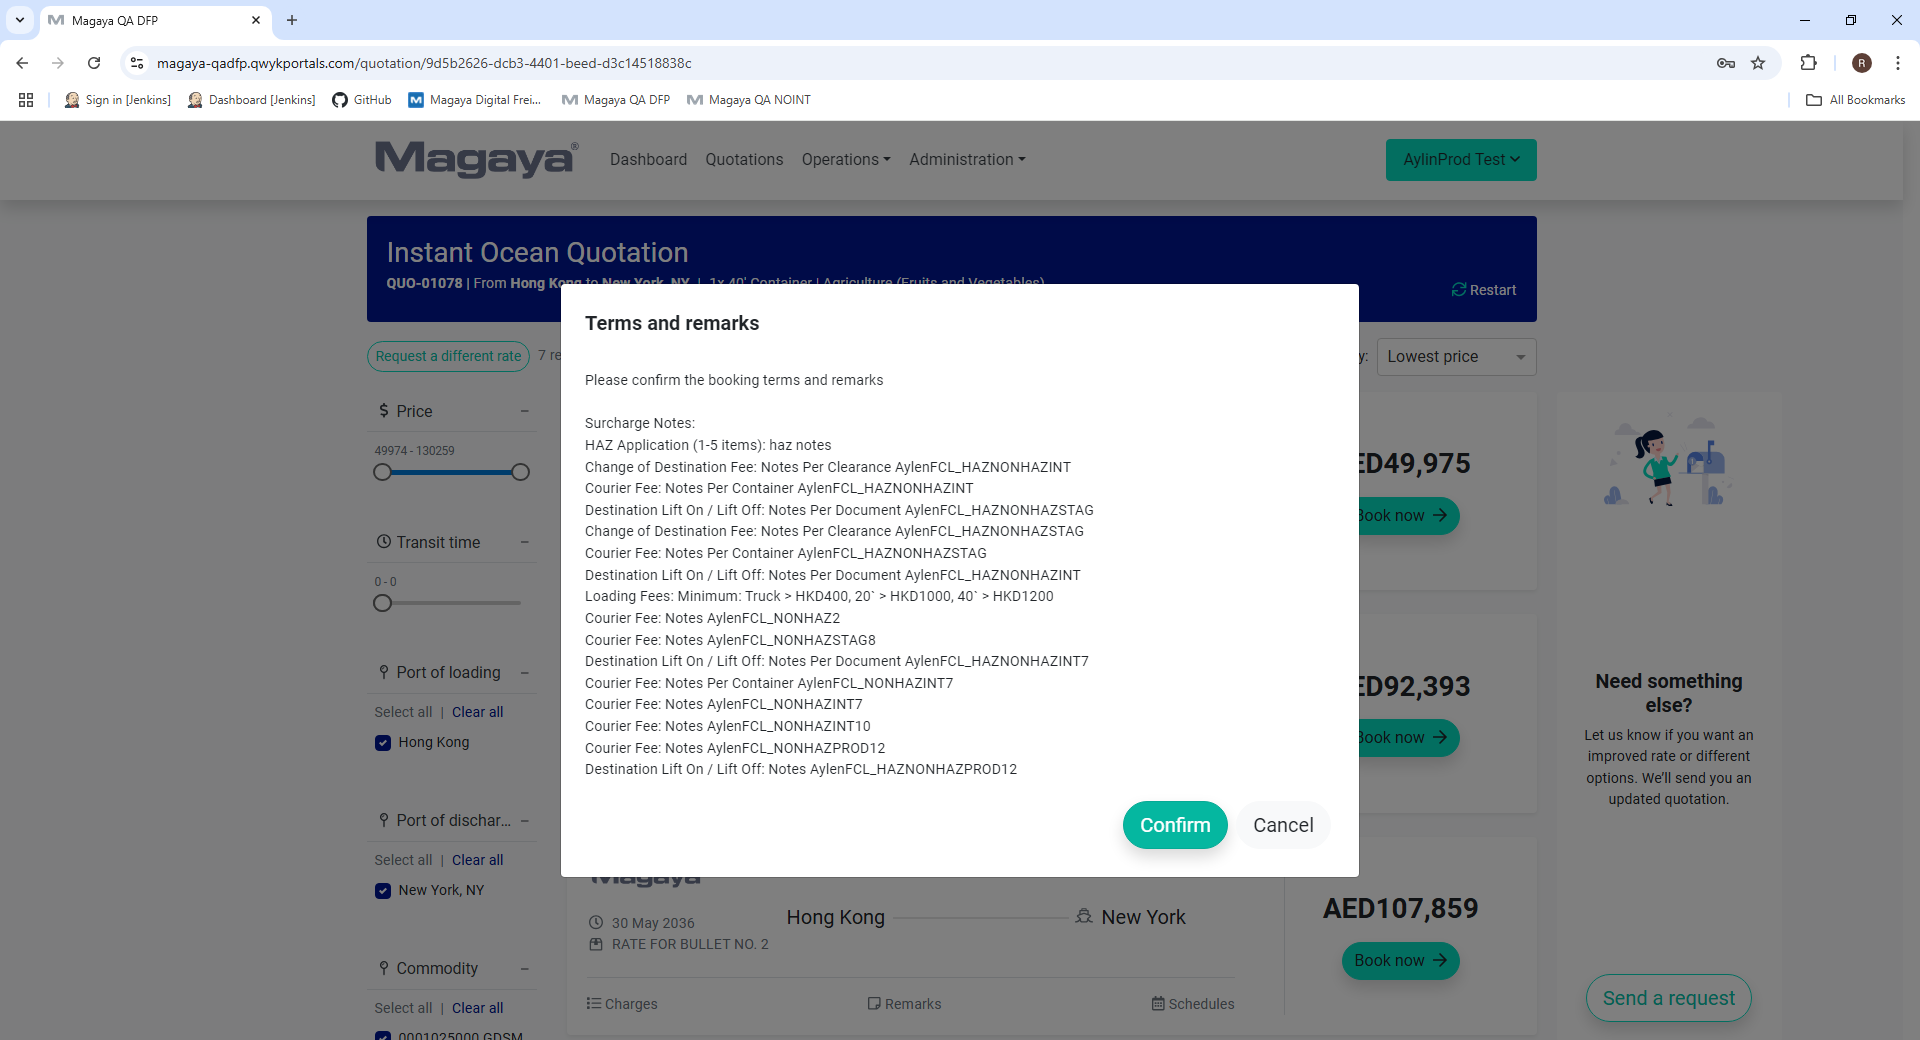 Magaya QA DFP
magaya-qadfp.qwykportals.com/quotation/9d5b2626-dcb3-4401-beed-d3c14518838c
R
Sign in [Jenkins]
Dashboard [Jenkins]
GitHub
Magaya Digital Frei...
Magaya QA DFP
Magaya QA NOINT
All Bookmarks
Magaya®
Dashboard
Quotations
Operations
Administration
AylinProd Test
Instant Ocean Quotation
QUO-01078 | From Hong Kong to New York, NY | 1x 40' Container | Agriculture (Fruits and Vegetables)
Restart
Request a different rate
7 re
y:
Lowest price
Price
49974 - 130259
Transit time
0 - 0
Port of loading
Select all | Clear all
Hong Kong
Port of dischar...
Select all | Clear all
New York, NY
Commodity
Select all | Clear all
0001025000 GDSM
Terms and remarks
Please confirm the booking terms and remarks
Surcharge Notes:
HAZ Application (1-5 items): haz notes
Change of Destination Fee: Notes Per Clearance AylenFCL_HAZNONHAZINT
Courier Fee: Notes Per Container AylenFCL_HAZNONHAZINT
Destination Lift On / Lift Off: Notes Per Document AylenFCL_HAZNONHAZSTAG
Change of Destination Fee: Notes Per Clearance AylenFCL_HAZNONHAZSTAG
Courier Fee: Notes Per Container AylenFCL_HAZNONHAZSTAG
Destination Lift On / Lift Off: Notes Per Document AylenFCL_HAZNONHAZINT
Loading Fees: Minimum: Truck > HKD400, 20` > HKD1000, 40` > HKD1200
Courier Fee: Notes AylenFCL_NONHAZ2
Courier Fee: Notes AylenFCL_NONHAZSTAG8
Destination Lift On / Lift Off: Notes Per Document AylenFCL_HAZNONHAZINT7
Courier Fee: Notes Per Container AylenFCL_NONHAZINT7
Courier Fee: Notes AylenFCL_NONHAZINT7
Courier Fee: Notes AylenFCL_NONHAZINT10
Courier Fee: Notes AylenFCL_NONHAZPROD12
Destination Lift On / Lift Off: Notes AylenFCL_HAZNONHAZPROD12
Confirm
Cancel
ED49,975
Book now
ED92,393
Book now
Magaya
30 May 2036
RATE FOR BULLET NO. 2
Hong Kong
New York
Charges
Remarks
Schedules
AED107,859
Book now
Need something
else?
Let us know if you want an
improved rate or different
options. We'll send you an
updated quotation.
Send a request